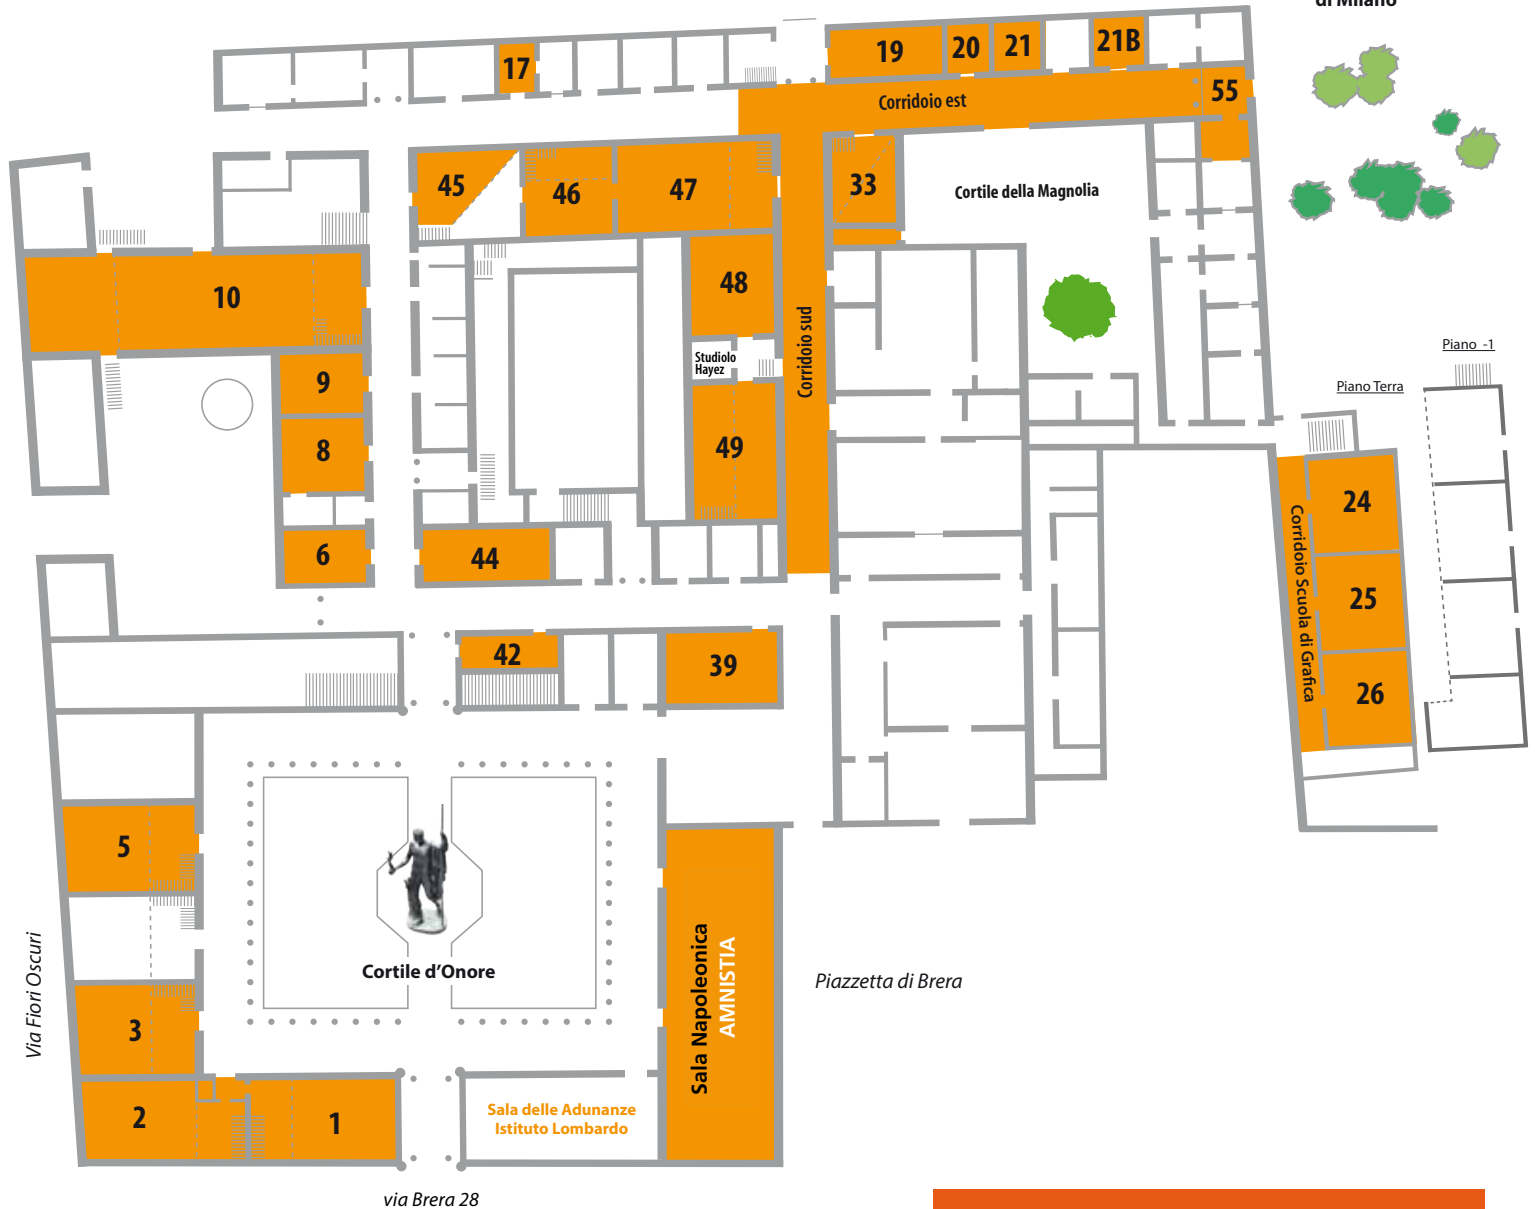 di Milano
17
19
20
21
21B
55
Corridoio est
45
46
47
33
Cortile della Magnolia
10
48
Corridoio sud
Studiolo
Hayez
Piano -1
Piano Terra
9
8
49
6
44
24
25
26
Corridoio Scuola di Grafica
42
39
5
3
2
1
Cortile d'Onore
Via Fiori Oscuri
Sala Napoleonica
AMNISTIA
Piazzetta di Brera
Sala delle Adunanze
Istituto Lombardo
via Brera 28